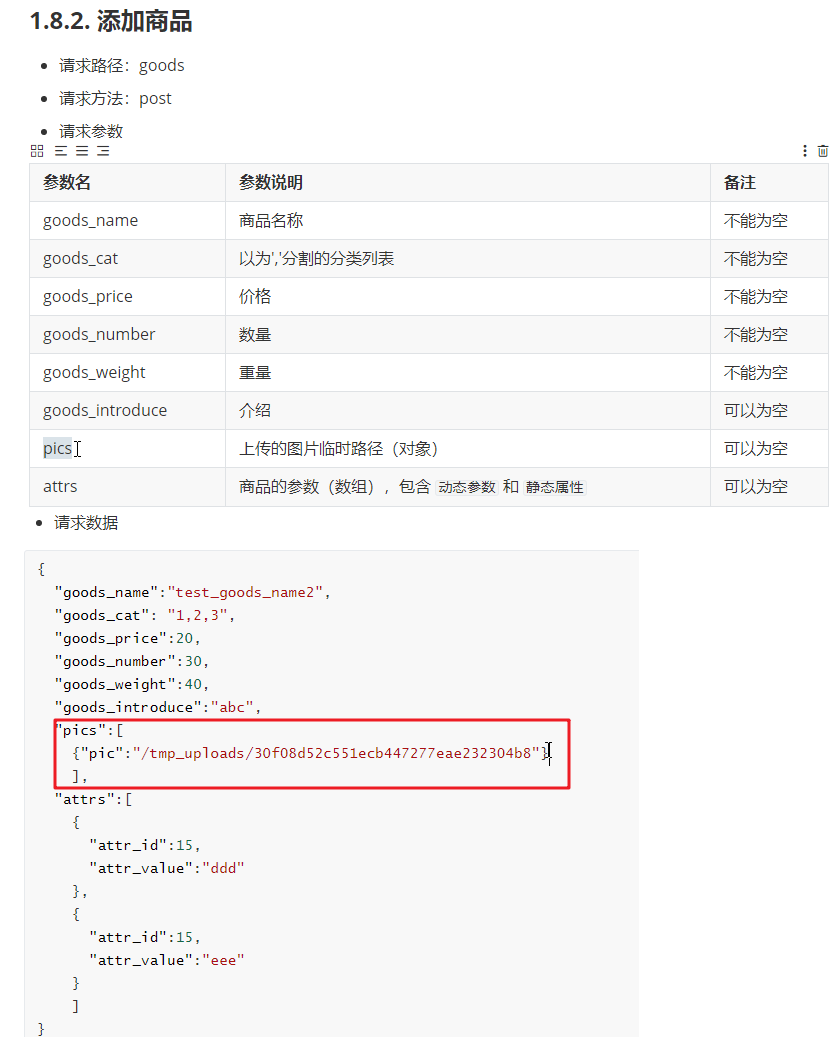 1.8.2. 添加商品
请求路径：goods
请求方法：post
请求参数
参数名 参数说明 备注
goods_name 商品名称 不能为空
goods_cat 以为','分割的分类列表 不能为空
goods_price 价格 不能为空
goods_number 数量 不能为空
goods_weight 重量 不能为空
goods_introduce 介绍 可以为空
pics 上传的图片临时路径（对象） 可以为空
attrs 商品的参数（数组），包含 动态参数 和 静态属性 可以为空
请求数据
{
"goods_name":"test_goods_name2",
"goods_cat": "1,2,3",
"goods_price":20,
"goods_number":30,
"goods_weight":40,
"goods_introduce":"abc",
"pics":[
{"pic":"/tmp_uploads/30f08d52c551ecb447277eae232304b8"}
],
"attrs":[
{
"attr_id":15,
"attr_value":"ddd"
},
{
"attr_id":15,
"attr_value":"eee"
}
]
}